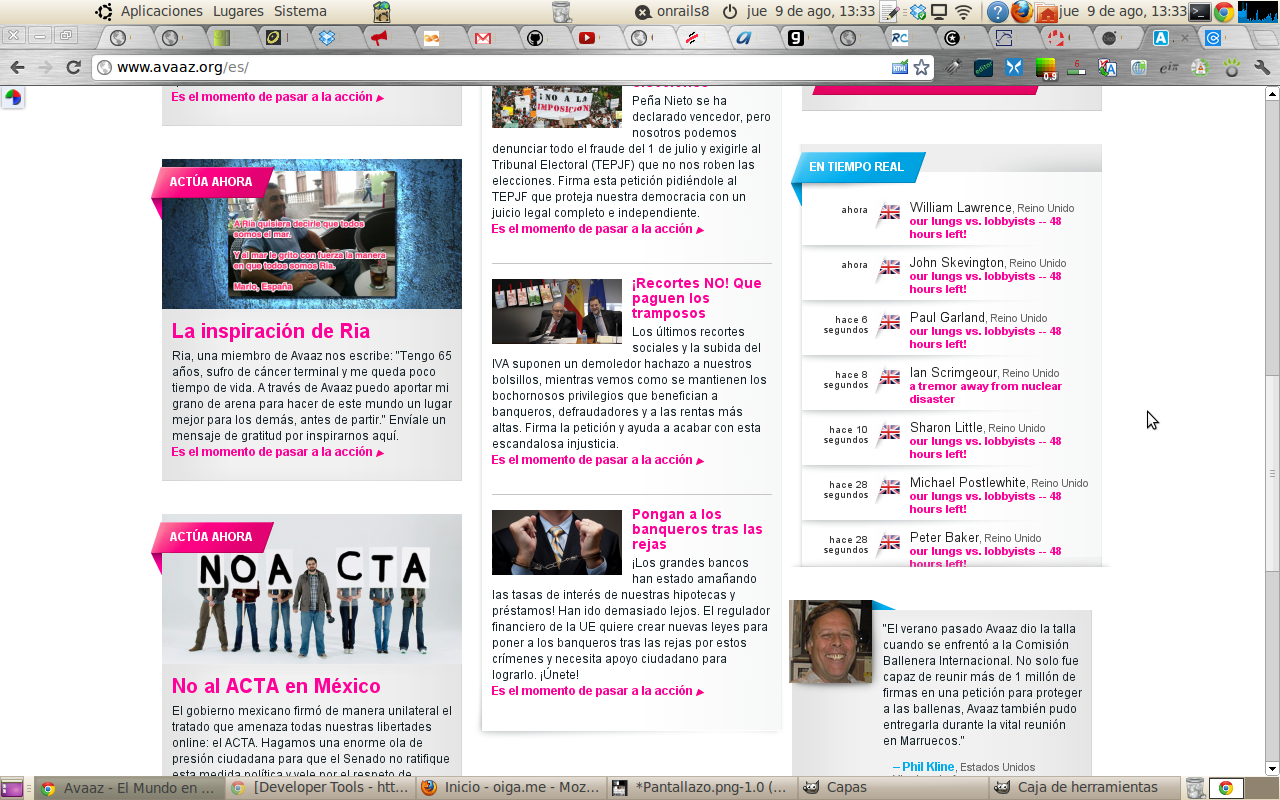 Aplicaciones Lugares Sistema
onrails8
jue 9 de ago, 13:33
jue 9 de ago, 13:33
www.avaaz.org/es/
0.9
6
Es el momento de pasar a la acción
ACTÚA AHORA
A Ria quisiera decirle que todos
somos el mar.
Y al mar le grito con fuerza la manera
en que todos somos Ria.
Mario, España
La inspiración de Ria
Ria, una miembro de Avaaz nos escribe: "Tengo 65
años, sufro de cáncer terminal y me queda poco
tiempo de vida. A través de Avaaz puedo aportar mi
grano de arena para hacer de este mundo un lugar
mejor para los demás, antes de partir." Envíale un
mensaje de gratitud por inspirarnos aquí.
Es el momento de pasar a la acción
ACTÚA AHORA
NO A ACTA
No al ACTA en México
El gobierno mexicano firmó de manera unilateral el
tratado que amenaza todas nuestras libertades
online: el ACTA. Hagamos una enorme ola de
presión ciudadana para que el Senado no ratifique
esta medida política y vele por el respeto de
¡NO A LA
IMPOSICION!
elecciones
Peña Nieto se ha
declarado vencedor, pero
nosotros podemos
denunciar todo el fraude del 1 de julio y exigirle al
Tribunal Electoral (TEPJF) que no nos roben las
elecciones. Firma esta petición pidiéndole al
TEPJF que proteja nuestra democracia con un
juicio legal completo e independiente.
Es el momento de pasar a la acción
¡Recortes NO! Que
paguen los
tramposos
Los últimos recortes
sociales y la subida del
IVA suponen un demoledor hachazo a nuestros
bolsillos, mientras vemos como se mantienen los
bochornosos privilegios que benefician a
banqueros, defraudadores y a las rentas más
altas. Firma la petición y ayuda a acabar con esta
escandalosa injusticia.
Es el momento de pasar a la acción
Pongan a los
banqueros tras las
rejas
¡Los grandes bancos
han estado amañando
las tasas de interés de nuestras hipotecas y
préstamos! Han ido demasiado lejos. El regulador
financiero de la UE quiere crear nuevas leyes para
poner a los banqueros tras las rejas por estos
crímenes y necesita apoyo ciudadano para
lograrlo. ¡Únete!
Es el momento de pasar a la acción
EN TIEMPO REAL
ahora
William Lawrence, Reino Unido
our lungs vs. lobbyists -- 48
hours left!
ahora
John Skevington, Reino Unido
our lungs vs. lobbyists -- 48
hours left!
hace 6
segundos
Paul Garland, Reino Unido
our lungs vs. lobbyists -- 48
hours left!
hace 8
segundos
Ian Scrimgeour, Reino Unido
a tremor away from nuclear
disaster
hace 10
segundos
Sharon Little, Reino Unido
our lungs vs. lobbyists -- 48
hours left!
hace 28
segundos
Michael Postlewhite, Reino Unido
our lungs vs. lobbyists -- 48
hours left!
hace 28
segundos
Peter Baker, Reino Unido
our lungs vs. lobbyists -- 48
hours left!
"El verano pasado Avaaz dio la talla
cuando se enfrentó a la Comisión
Ballenera Internacional. No solo fue
capaz de reunir más de 1 millón de
firmas en una petición para proteger
a las ballenas, Avaaz también pudo
entregarla durante la vital reunión
en Marruecos."
-- Phil Kline, Estados Unidos
Avaaz - El Mundo en ...
[Developer Tools - htt...
Inicio - oiga.me - Moz...
*Pantallazo.png-1.0 (...
Capas
Caja de herramientas